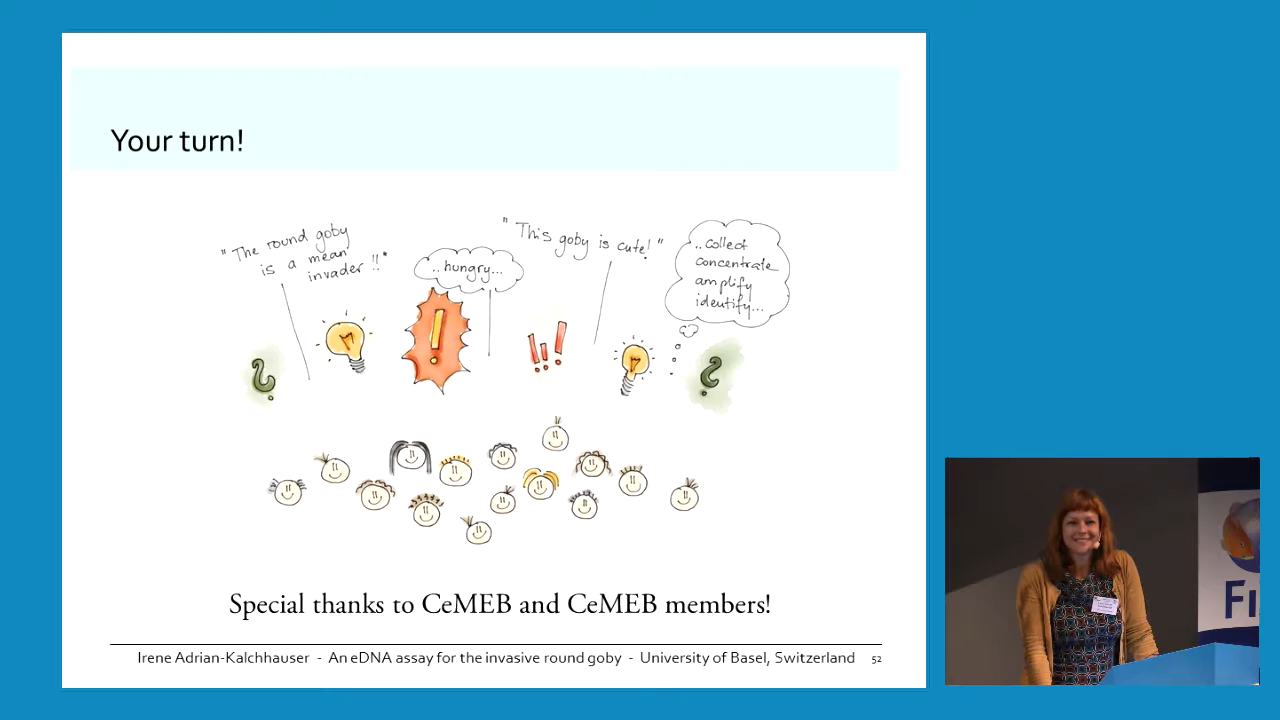 Your turn!
"The round goby
is a mean
invader!!"
..hungry...
"This goby is cute!"
..collect
concentrate
amplify
identify...
Special thanks to CeMEB and CeMEB members!
Irene Adrian-Kalchhauser - An eDNA assay for the invasive round goby - University of Basel, Switzerland 52
Fi